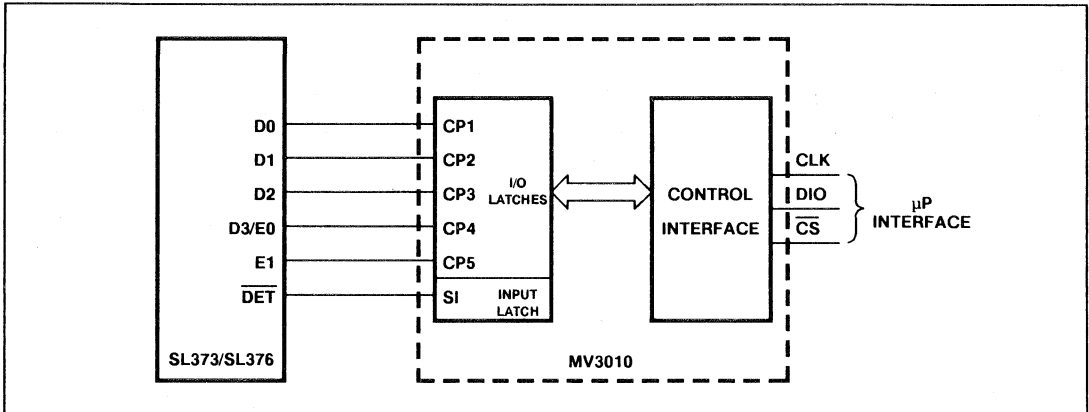 D0
D1
D2
D3/E0
E1
DET
SL373/SL376
CP1
CP2
CP3
CP4
CP5
SI
I/O
LATCHES
INPUT
LATCH
CONTROL
INTERFACE
MV3010
CLK
DIO
CS
µP
INTERFACE